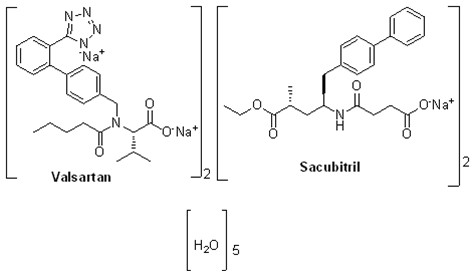 N N
N N
-Na+
O
O-Na+
N
O
Valsartan
2
O
O
N
H
O
O
O-Na+
Sacubitril
2
H2O
5